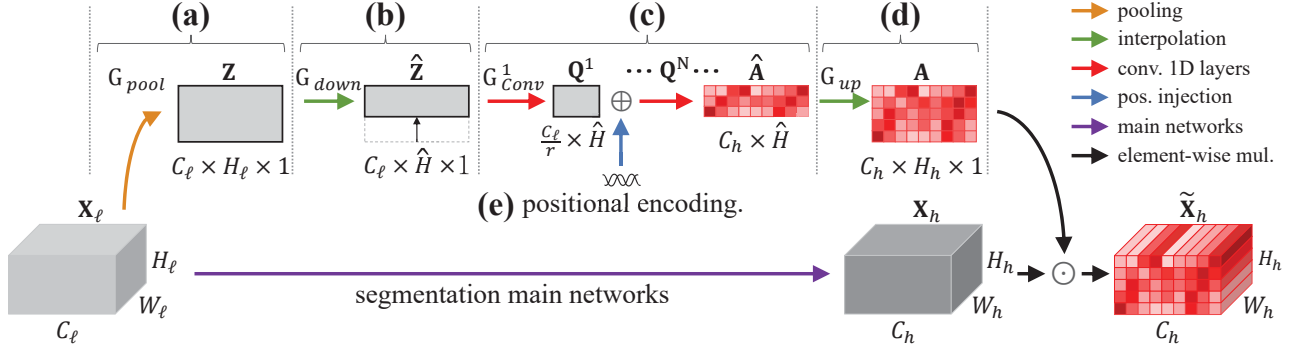 (a) (b) (c) (d)
pooling
interpolation
conv. 1D layers
pos. injection
main networks
element-wise mul.
G_pool Z
G_down Ẑ
G^1_Conv Q^1 ··· Q^N ··· Â
G_up A
C_ℓ × H_ℓ × 1
C_ℓ × Ĥ × 1
C_ℓ/r × Ĥ
C_h × Ĥ
C_h × H_h × 1
(e) positional encoding.
X_ℓ
H_ℓ
W_ℓ
C_ℓ
segmentation main networks
X_h
H_h
W_h
C_h
X̃_h
H_h
W_h
C_h